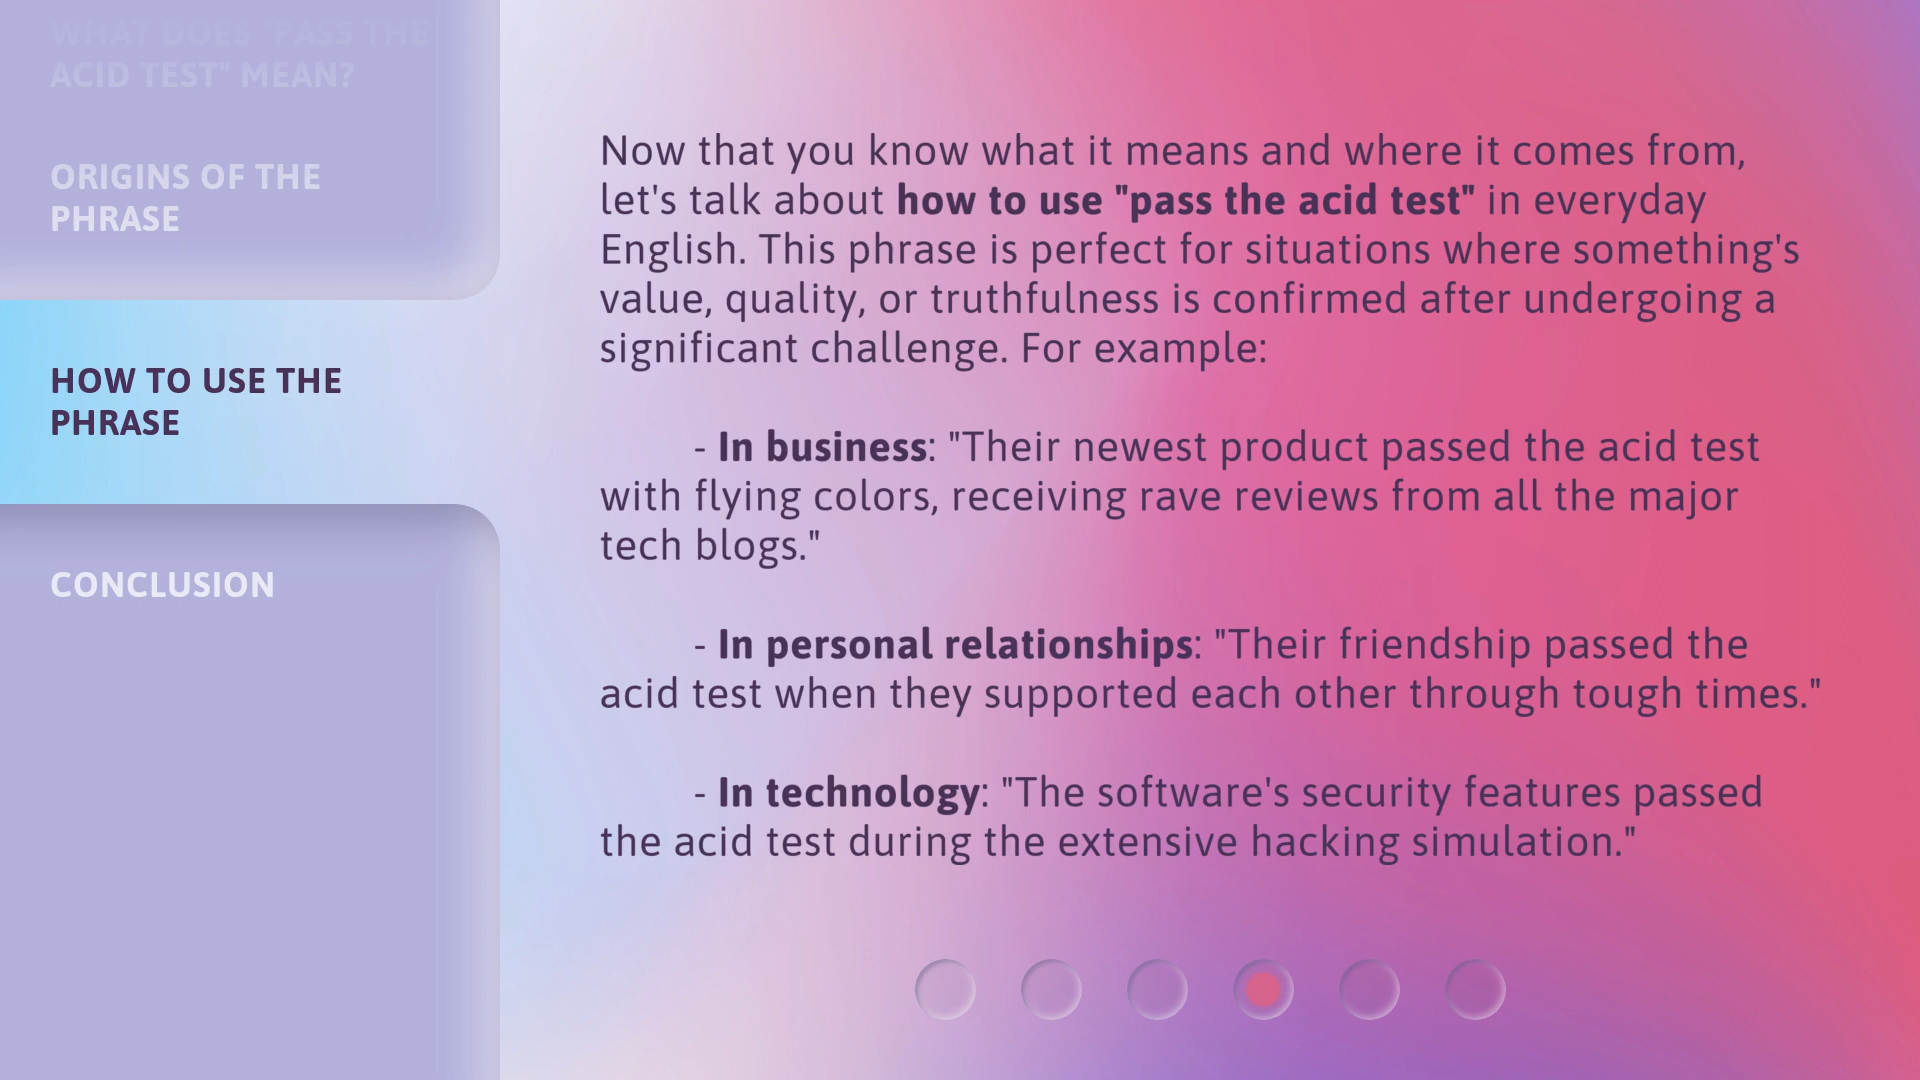 WHAT DOES "PASS THE
ACID TEST" MEAN?
ORIGINS OF THE
PHRASE
HOW TO USE THE
PHRASE
CONCLUSION
Now that you know what it means and where it comes from,
let's talk about how to use "pass the acid test" in everyday
English. This phrase is perfect for situations where something's
value, quality, or truthfulness is confirmed after undergoing a
significant challenge. For example:
- In business: "Their newest product passed the acid test
with flying colors, receiving rave reviews from all the major
tech blogs."
- In personal relationships: "Their friendship passed the
acid test when they supported each other through tough times."
- In technology: "The software's security features passed
the acid test during the extensive hacking simulation."